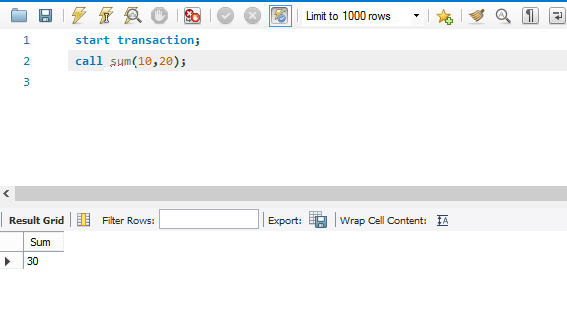 Limit to 1000 rows
1 start transaction;
2 call sum(10,20);
3
Result Grid Filter Rows: Export: Wrap Cell Content: IA
Sum
30